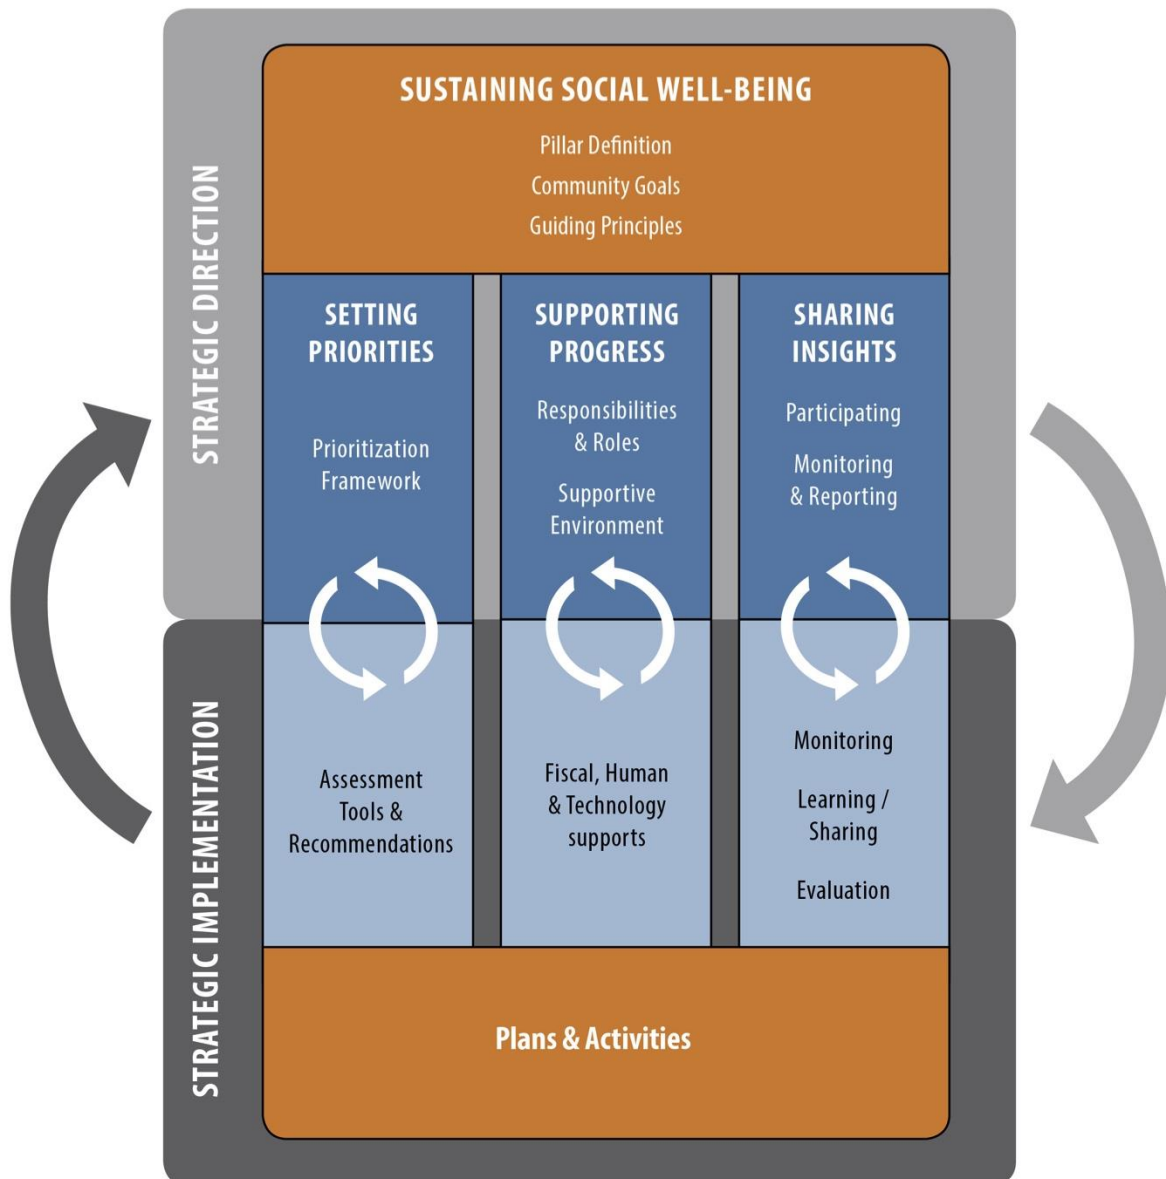 STRATEGIC DIRECTION
SUSTAINING SOCIAL WELL-BEING
Pillar Definition
Community Goals
Guiding Principles
SETTING
PRIORITIES
Prioritization
Framework
SUPPORTING
PROGRESS
Responsibilities
& Roles
Supportive
Environment
SHARING
INSIGHTS
Participating
Monitoring
& Reporting
STRATEGIC IMPLEMENTATION
Assessment
Tools &
Recommendations
Fiscal, Human
& Technology
supports
Monitoring
Learning /
Sharing
Evaluation
Plans & Activities